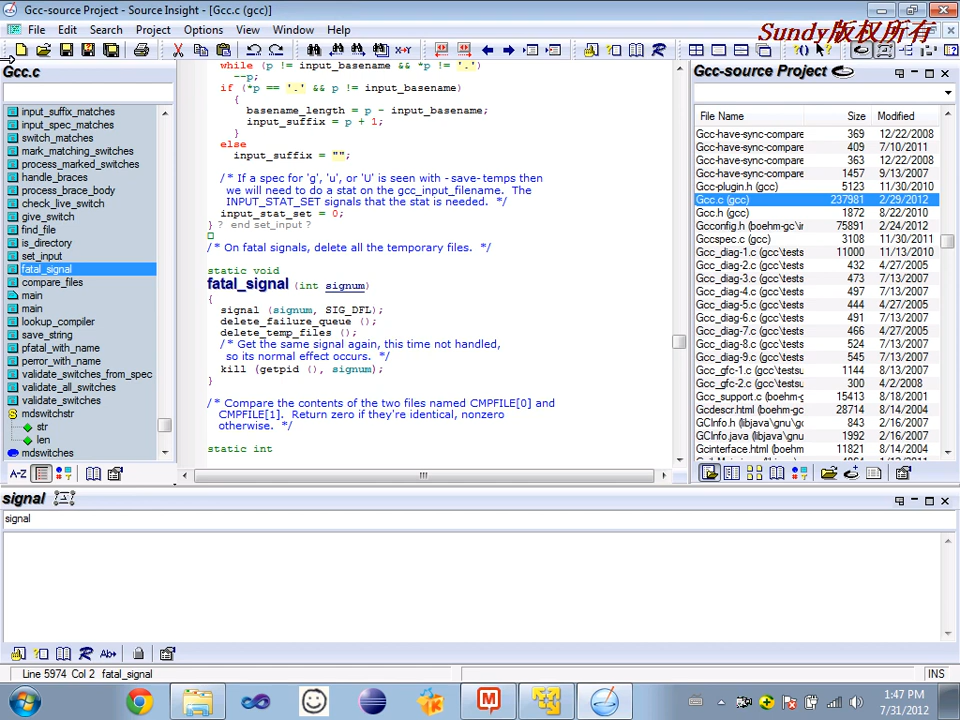 Gcc-source Project - Source Insight - [Gcc.c (gcc)]
File Edit Search Project Options View Window Help
Sundy版权所有
Gcc.c
input_suffix_matches
input_spec_matches
switch_matches
mark_matching_switches
process_marked_switches
handle_braces
process_brace_body
check_live_switch
give_switch
find_file
is_directory
set_input
fatal_signal
compare_files
main
main
lookup_compiler
save_string
pfatal_with_name
perror_with_name
validate_switches_from_spec
validate_all_switches
validate_switches
mdswitchstr
str
len
mdswitches
A-Z
while (p != input_basename && *p != '.')
--p;
if (*p == '.' && p != input_basename)
{
basename_length = p - input_basename;
input_suffix = p + 1;
}
else
input_suffix = "";
/* If a spec for 'g', 'u', or 'U' is seen with -save-temps then
we will need to do a stat on the gcc_input_filename. The
INPUT_STAT_SET signals that the stat is needed. */
input_stat_set = 0;
} ? end set_input ?
/* On fatal signals, delete all the temporary files. */
static void
fatal_signal (int signum)
{
signal (signum, SIG_DFL);
delete_failure_queue ();
delete_temp_files ();
/* Get the same signal again, this time not handled,
so its normal effect occurs. */
kill (getpid (), signum);
}
/* Compare the contents of the two files named CMPFILE[0] and
CMPFILE[1]. Return zero if they're identical, nonzero
otherwise. */
static int
Gcc-source Project
File Name Size Modified
Gcc-have-sync-compare 369 12/22/2008
Gcc-have-sync-compare 409 7/10/2011
Gcc-have-sync-compare 363 12/22/2008
Gcc-have-sync-compare 1457 9/13/2007
Gcc-plugin.h (gcc) 5123 11/30/2010
Gcc.c (gcc) 237981 2/29/2012
Gcc.h (gcc) 1872 8/22/2010
Gcconfig.h (boehm-gc\in 75891 2/24/2012
Gccspec.c (gcc) 3108 11/30/2011
Gcc_diag-1.c (gcc\tests 11000 11/13/2010
Gcc_diag-2.c (gcc\tests 432 4/27/2005
Gcc_diag-3.c (gcc\tests 473 7/13/2007
Gcc_diag-4.c (gcc\tests 497 7/13/2007
Gcc_diag-5.c (gcc\tests 444 4/27/2005
Gcc_diag-6.c (gcc\tests 491 7/13/2007
Gcc_diag-7.c (gcc\tests 466 4/27/2005
Gcc_diag-8.c (gcc\tests 524 7/13/2007
Gcc_diag-9.c (gcc\tests 545 7/13/2007
Gcc_gfc-1.c (gcc\tests 1144 8/13/2007
Gcc_gfc-2.c (gcc\tests 300 4/2/2008
Gcc_support.c (gcc\tes 15413 8/18/2001
Gcdescr.html (boehm-gc 28714 8/14/2004
GCInfo.h (libjava\gnu\gc 843 2/16/2007
GCInfo.java (libjava\gnu 1992 2/16/2007
Gcinterface.html (boehm 11821 8/14/2004
signal
signal
Line 5974 Col 2 fatal_signal
INS
1:47 PM
7/31/2012